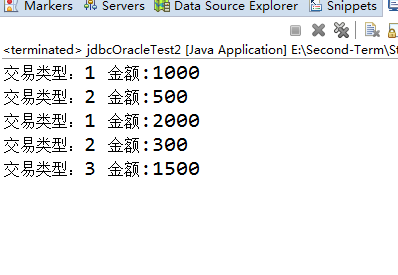 Markers Servers Data Source Explorer Snippets
<terminated> jdbcOracleTest2 [Java Application] E:\Second-Term\St
交易类型：1 金额:1000
交易类型：2 金额:500
交易类型：1 金额:2000
交易类型：2 金额:300
交易类型：3 金额:1500